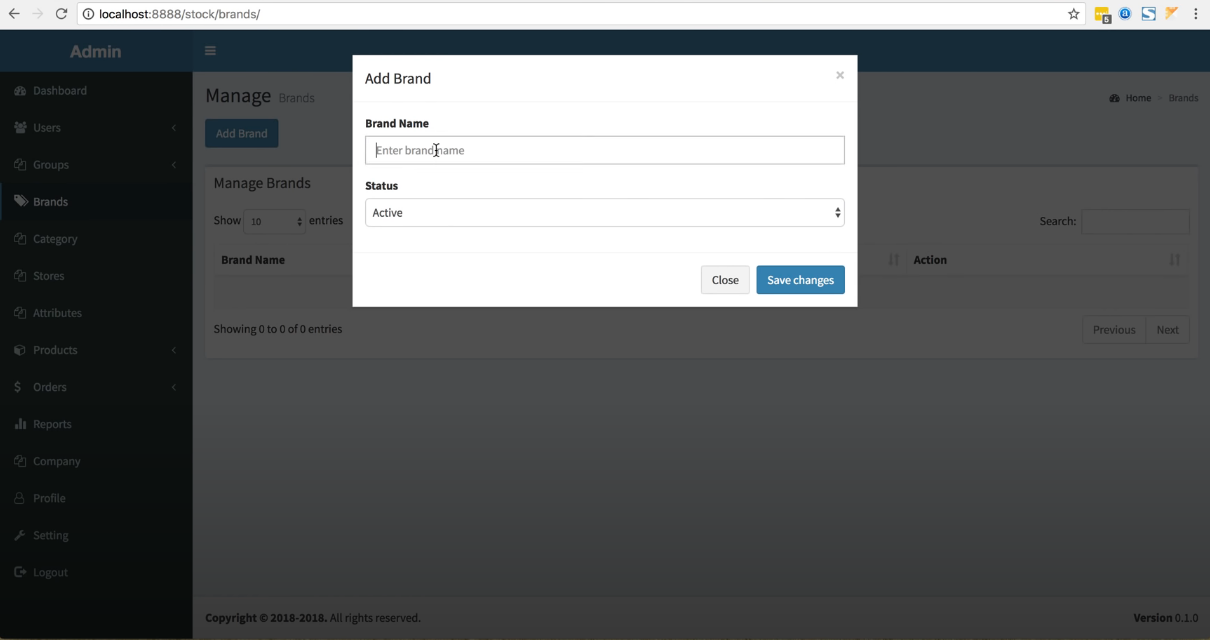 localhost:8888/stock/brands/
5
Admin
Dashboard
Users
Groups
Brands
Category
Stores
Attributes
Products
$ Orders
Reports
Company
Profile
Setting
Logout
Manage Brands
Home > Brands
Add Brand
Manage Brands
Show 10 entries
Search:
Brand Name
Action
Showing 0 to 0 of 0 entries
Previous Next
Add Brand ×
Brand Name
Enter brand name
Status
Active
Close Save changes
Copyright © 2018-2018. All rights reserved.
Version 0.1.0